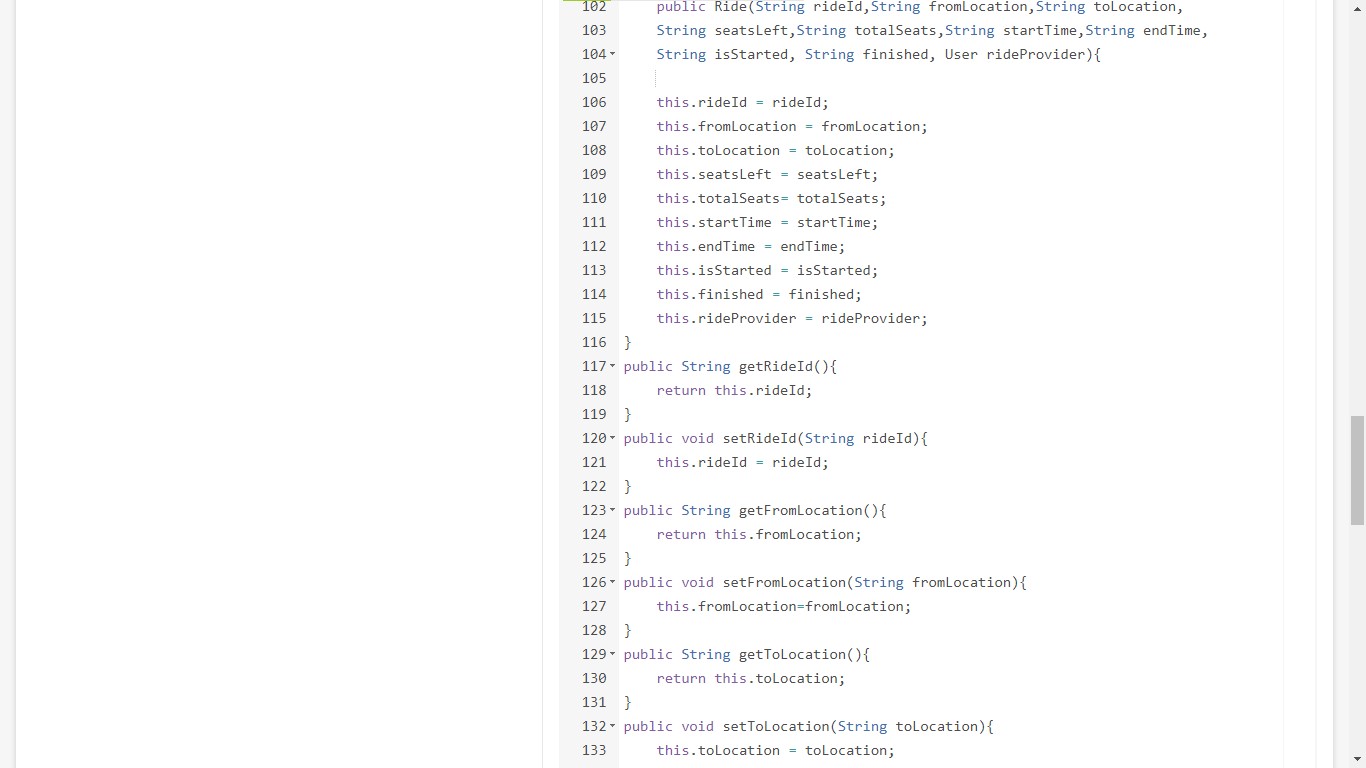 102 public Ride(String rideId,String fromLocation,String toLocation,
103 String seatsLeft,String totalSeats,String startTime,String endTime,
104 String isStarted, String finished, User rideProvider){
105
106 this.rideId = rideId;
107 this.fromLocation = fromLocation;
108 this.toLocation = toLocation;
109 this.seatsLeft = seatsLeft;
110 this.totalSeats= totalSeats;
111 this.startTime = startTime;
112 this.endTime = endTime;
113 this.isStarted = isStarted;
114 this.finished = finished;
115 this.rideProvider = rideProvider;
116 }
117 public String getRideId(){
118 return this.rideId;
119 }
120 public void setRideId(String rideId){
121 this.rideId = rideId;
122 }
123 public String getFromLocation(){
124 return this.fromLocation;
125 }
126 public void setFromLocation(String fromLocation){
127 this.fromLocation=fromLocation;
128 }
129 public String getToLocation(){
130 return this.toLocation;
131 }
132 public void setToLocation(String toLocation){
133 this.toLocation = toLocation;